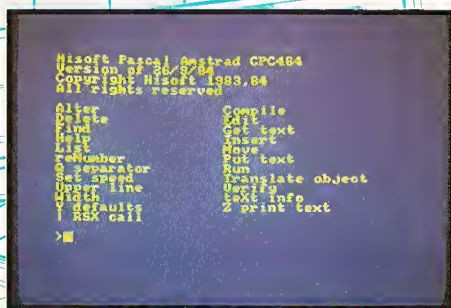 Hisoft Pascal Amstrad CPC464
Version of 26/9/84
Copyright Hisoft 1983,84
All rights reserved
Alter Compile
Delete Edit
Find Get text
Help Insert
List Move
reNumber Put text
O separator Run
Set speed Translate object
Upper line Verify
Width teXt info
Y defaults Z print text
| RSX call
>